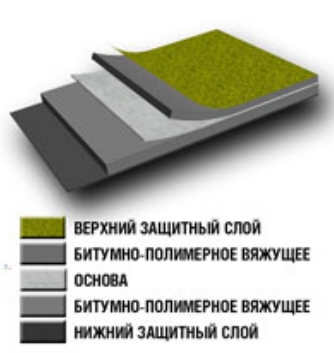 ВЕРХНИЙ ЗАЩИТНЫЙ СЛОЙ
БИТУМНО-ПОЛИМЕРНОЕ ВЯЖУЩЕЕ
ОСНОВА
БИТУМНО-ПОЛИМЕРНОЕ ВЯЖУЩЕЕ
НИЖНИЙ ЗАЩИТНЫЙ СЛОЙ